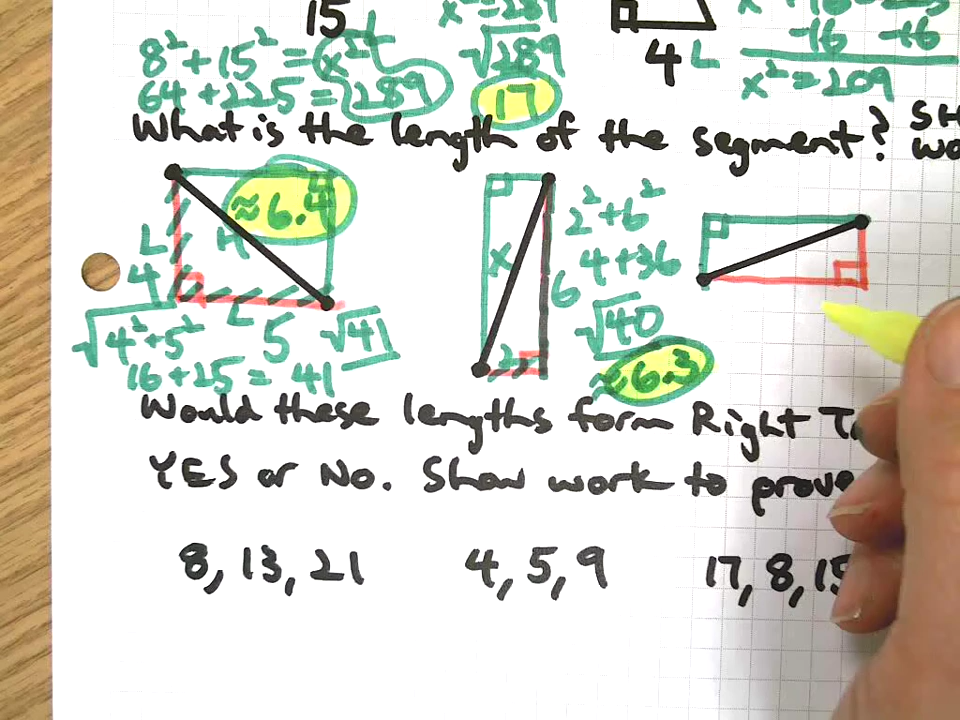 15 L
x²=289
8²+15²=(x²)
√289
-16 -16
64+225=289
17
4 L
x²=209
What is the length of the segment?
≈6.4
L
4
H
L
5
√4²+5²
√41
16+25=41
x
6
2
2²+6²
4+36
√40
≈6.3
Would these lengths form Right
YES or No. Show work to prove
8, 13, 21
4, 5, 9
17, 8, 15